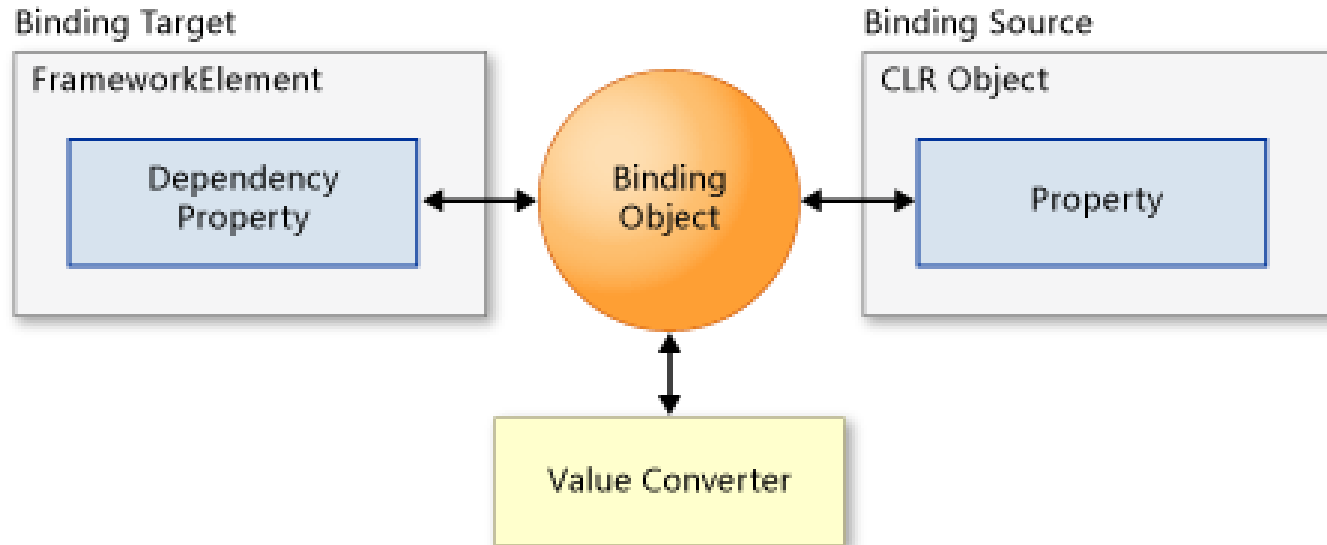 Binding Target
FrameworkElement
Dependency
Property
Binding
Object
Binding Source
CLR Object
Property
Value Converter